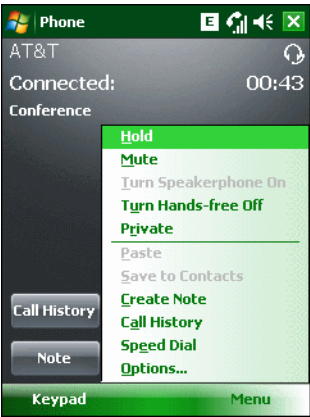 Phone
E
AT&T
Connected: 00:43
Conference
Hold
Mute
Turn Speakerphone On
Turn Hands-free Off
Private
Paste
Save to Contacts
Create Note
Call History
Call History
Speed Dial
Note
Options...
Keypad Menu